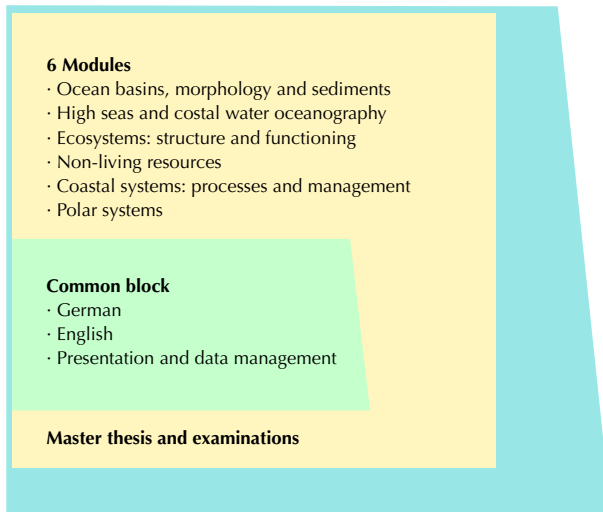 6 Modules
· Ocean basins, morphology and sediments
· High seas and costal water oceanography
· Ecosystems: structure and functioning
· Non-living resources
· Coastal systems: processes and management
· Polar systems
Common block
· German
· English
· Presentation and data management
Master thesis and examinations